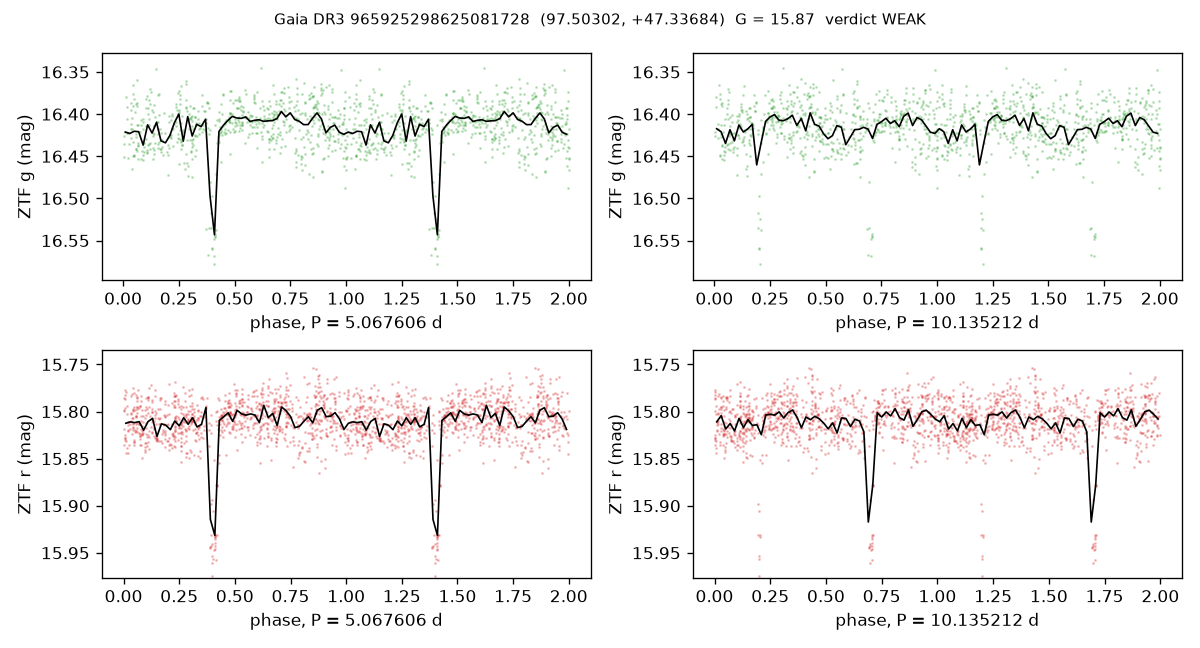 Gaia DR3 965925298625081728 (97.50302, +47.33684) G = 15.87 verdict WEAK
ZTF g (mag)
16.35
16.40
16.45
16.50
16.55
0.00 0.25 0.50 0.75 1.00 1.25 1.50 1.75 2.00
phase, P = 5.067606 d
ZTF g (mag)
16.35
16.40
16.45
16.50
16.55
0.00 0.25 0.50 0.75 1.00 1.25 1.50 1.75 2.00
phase, P = 10.135212 d
ZTF r (mag)
15.75
15.80
15.85
15.90
15.95
0.00 0.25 0.50 0.75 1.00 1.25 1.50 1.75 2.00
phase, P = 5.067606 d
ZTF r (mag)
15.75
15.80
15.85
15.90
15.95
0.00 0.25 0.50 0.75 1.00 1.25 1.50 1.75 2.00
phase, P = 10.135212 d